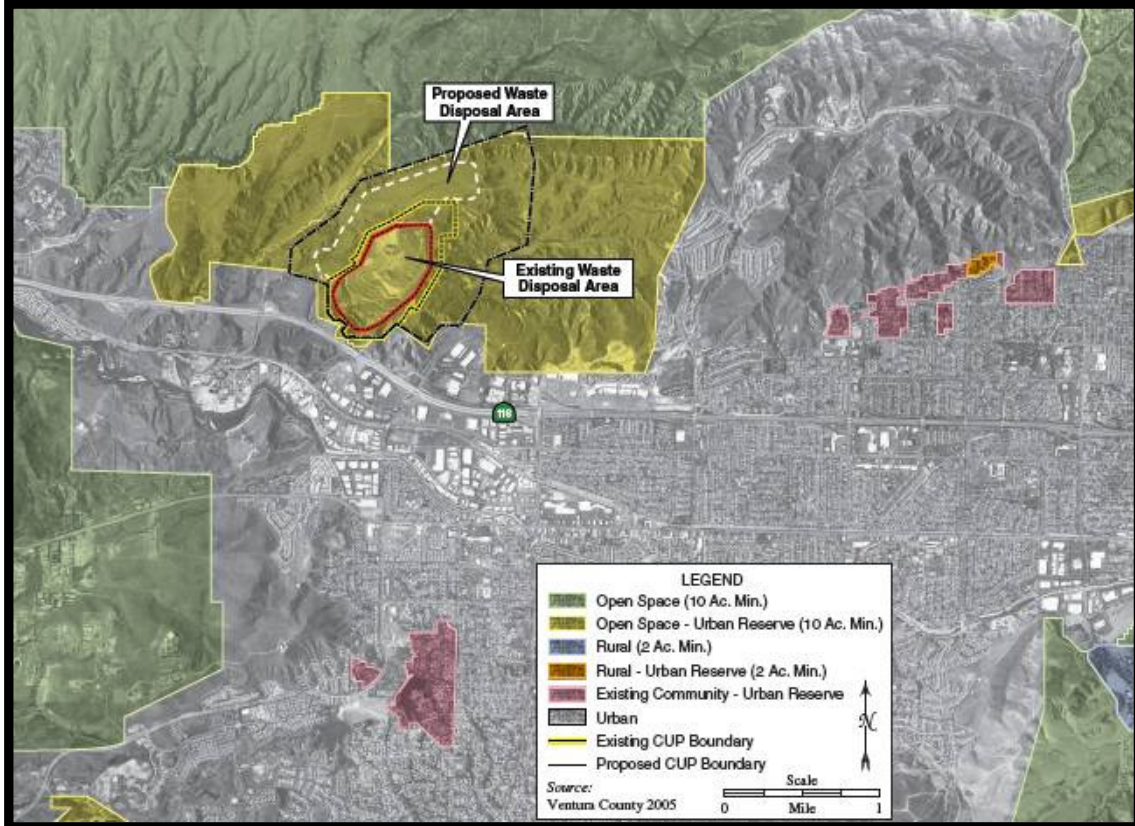 Proposed Waste
Disposal Area
Existing Waste
Disposal Area
118
LEGEND
Open Space (10 Ac. Min.)
Open Space - Urban Reserve (10 Ac. Min.)
Rural (2 Ac. Min.)
Rural - Urban Reserve (2 Ac. Min.)
Existing Community - Urban Reserve
Urban
Existing CUP Boundary
Proposed CUP Boundary
N
Source:
Ventura County 2005
Scale
0 Mile 1